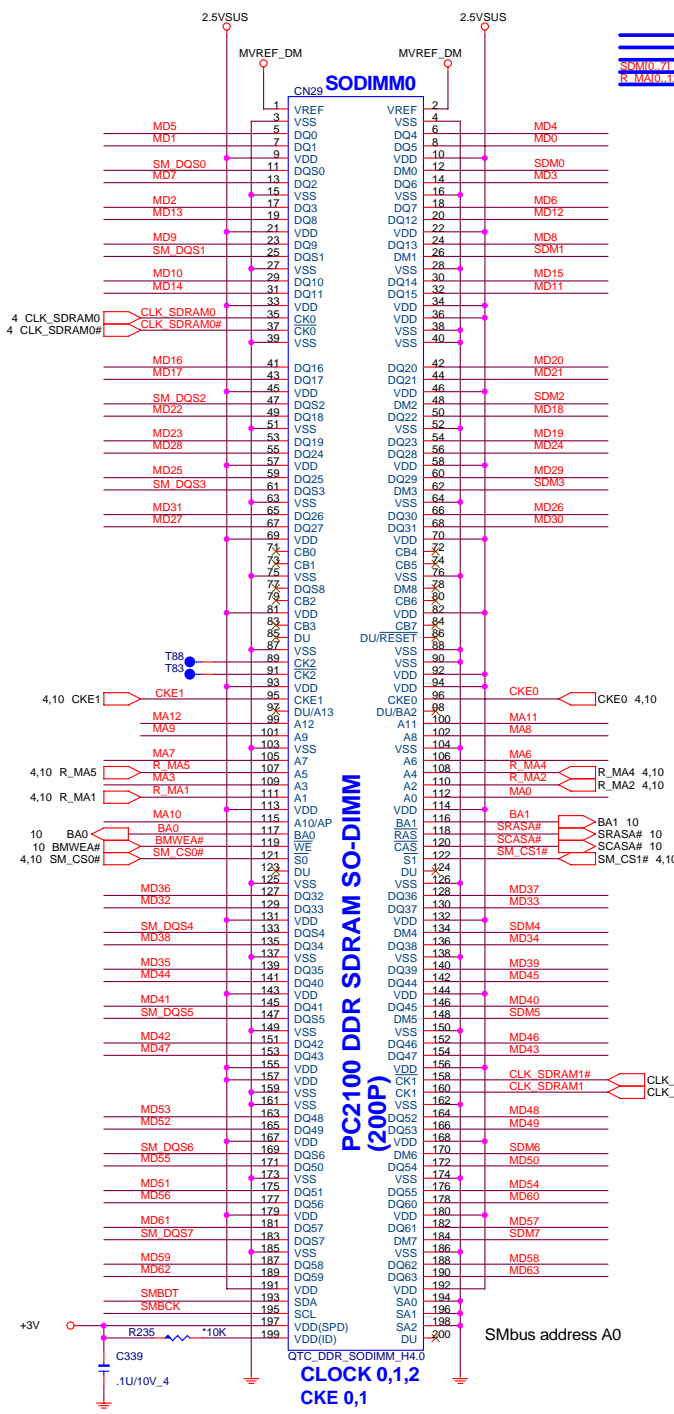 2.5VSUS 2.5VSUS
MVREF_DM MVREF_DM
SODIMM0
CN29
SDM[0..7]
1 VREF 2 VREF
3 VSS 4 VSS
MD5 5 DQ0 DQ4 6 MD4
MD1 7 DQ1 DQ5 8 MD0
9 VDD VDD 10
SM_DQS0 11 DQS0 DM0 12 SDM0
MD7 13 DQ2 DQ6 14 MD3
15 VSS VSS 16
MD2 17 DQ3 DQ7 18 MD6
MD13 19 DQ8 DQ12 20 MD12
21 VDD VDD 22
MD9 23 DQ9 DQ13 24 MD8
SM_DQS1 25 DQS1 DM1 26 SDM1
27 VSS VSS 28
MD10 29 DQ10 DQ14 30 MD15
MD14 31 DQ11 DQ15 32 MD11
33 VDD VDD 34
4 CLK_SDRAM0 CLK_SDRAM0 35 CK0 VDD 36
4 CLK_SDRAM0# CLK_SDRAM0# 37 CK0 VSS 38
39 VSS VSS 40
MD16 41 DQ16 DQ20 42 MD20
MD17 43 DQ17 DQ21 44 MD21
45 VDD VDD 46
SM_DQS2 47 DQS2 DM2 48 SDM2
MD22 49 DQ18 DQ22 50 MD18
51 VSS VSS 52
MD23 53 DQ19 DQ23 54 MD19
MD28 55 DQ24 DQ28 56 MD24
57 VDD VDD 58
MD25 59 DQ25 DQ29 60 MD29
SM_DQS3 61 DQS3 DM3 62 SDM3
63 VSS VSS 64
MD31 65 DQ26 DQ30 66 MD26
MD27 67 DQ27 DQ31 68 MD30
69 VDD VDD 70
71 CB0 CB4 72
73 CB1 CB5 74
75 VSS VSS 76
77 DQS8 DM8 78
79 CB2 CB6 80
81 VDD VDD 82
83 CB3 CB7 84
85 DU DU/RESET 86
87 VSS VSS 88
T88 89 CK2 VSS 90
T83 91 CK2 VDD 92
93 VDD VDD 94
4,10 CKE1 CKE1 95 CKE1 CKE0 96 CKE0 CKE0 4,10
97 DU/A13 DU/BA2 98
MA12 99 A12 A11 100 MA11
MA9 101 A9 A8 102 MA8
103 VSS VSS 104
MA7 105 A7 A6 106 MA6
4,10 R_MA5 R_MA5 107 A5 A4 108 R_MA4 R_MA4 4,10
MA3 109 A3 A2 110 R_MA2 R_MA2 4,10
4,10 R_MA1 R_MA1 111 A1 A0 112 MA0
113 VDD VDD 114
MA10 115 A10/AP BA1 116 BA1 BA1 10
10 BA0 BA0 117 BA0 RAS 118 SRASA# SRASA# 10
10 BMWEA# BMWEA# 119 WE CAS 120 SCASA# SCASA# 10
4,10 SM_CS0# SM_CS0# 121 S0 S1 122 SM_CS1# SM_CS1# 4,10
123 DU DU 124
125 VSS VSS 126
MD36 127 DQ32 DQ36 128 MD37
MD32 129 DQ33 DQ37 130 MD33
131 VDD VDD 132
SM_DQS4 133 DQS4 DM4 134 SDM4
MD38 135 DQ34 DQ38 136 MD34
137 VSS VSS 138
MD35 139 DQ35 DQ39 140 MD39
MD44 141 DQ40 DQ44 142 MD45
143 VDD VDD 144
MD41 145 DQ41 DQ45 146 MD40
SM_DQS5 147 DQS5 DM5 148 SDM5
149 VSS VSS 150
MD42 151 DQ42 DQ46 152 MD46
MD47 153 DQ43 DQ47 154 MD43
155 VDD VDD 156
157 VDD CK1 158 CLK_SDRAM1# CLK_
159 VSS CK1 160 CLK_SDRAM1 CLK_
161 VSS VSS 162
MD53 163 DQ48 DQ52 164 MD48
MD52 165 DQ49 DQ53 166 MD49
167 VDD VDD 168
SM_DQS6 169 DQS6 DM6 170 SDM6
MD55 171 DQ50 DQ54 172 MD50
173 VSS VSS 174
MD51 175 DQ51 DQ55 176 MD54
MD56 177 DQ56 DQ60 178 MD60
179 VDD VDD 180
MD61 181 DQ57 DQ61 182 MD57
SM_DQS7 183 DQS7 DM7 184 SDM7
185 VSS VSS 186
MD59 187 DQ58 DQ62 188 MD58
MD62 189 DQ59 DQ63 190 MD63
191 VDD VDD 192
SMBDT 193 SDA SA0 194
SMBCK 195 SCL SA1 196
+3V 197 VDD(SPD) SA2 198
R235 *10K 199 VDD(ID) DU 200
PC2100 DDR SDRAM SO-DIMM
(200P)
SMbus address A0
C339
.1U/10V_4
QTC_DDR_SODIMM_H4.0
CLOCK 0,1,2
CKE 0,1